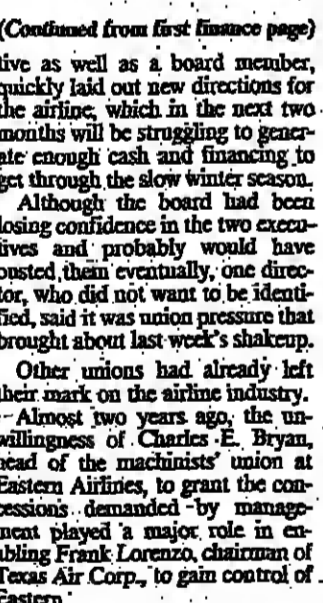 (Continued from first finance page)
tive as well as a board member,
quickly laid out new directions for
the airline, which in the next two
months will be struggling to gener-
ate enough cash and financing to
get through the slow winter season.
Although the board had been
losing confidence in the two execu-
tives and probably would have
ousted them eventually, one direc-
tor, who did not want to be identi-
fied, said it was union pressure that
brought about last week's shakeup.
Other unions had already left
their mark on the airline industry.
Almost two years ago, the un-
willingness of Charles E. Bryan,
head of the machinists' union at
Eastern Airlines, to grant the con-
cessions demanded by manage-
ment played a major role in en-
abling Frank Lorenzo, chairman of
Texas Air Corp., to gain control of
Eastern.